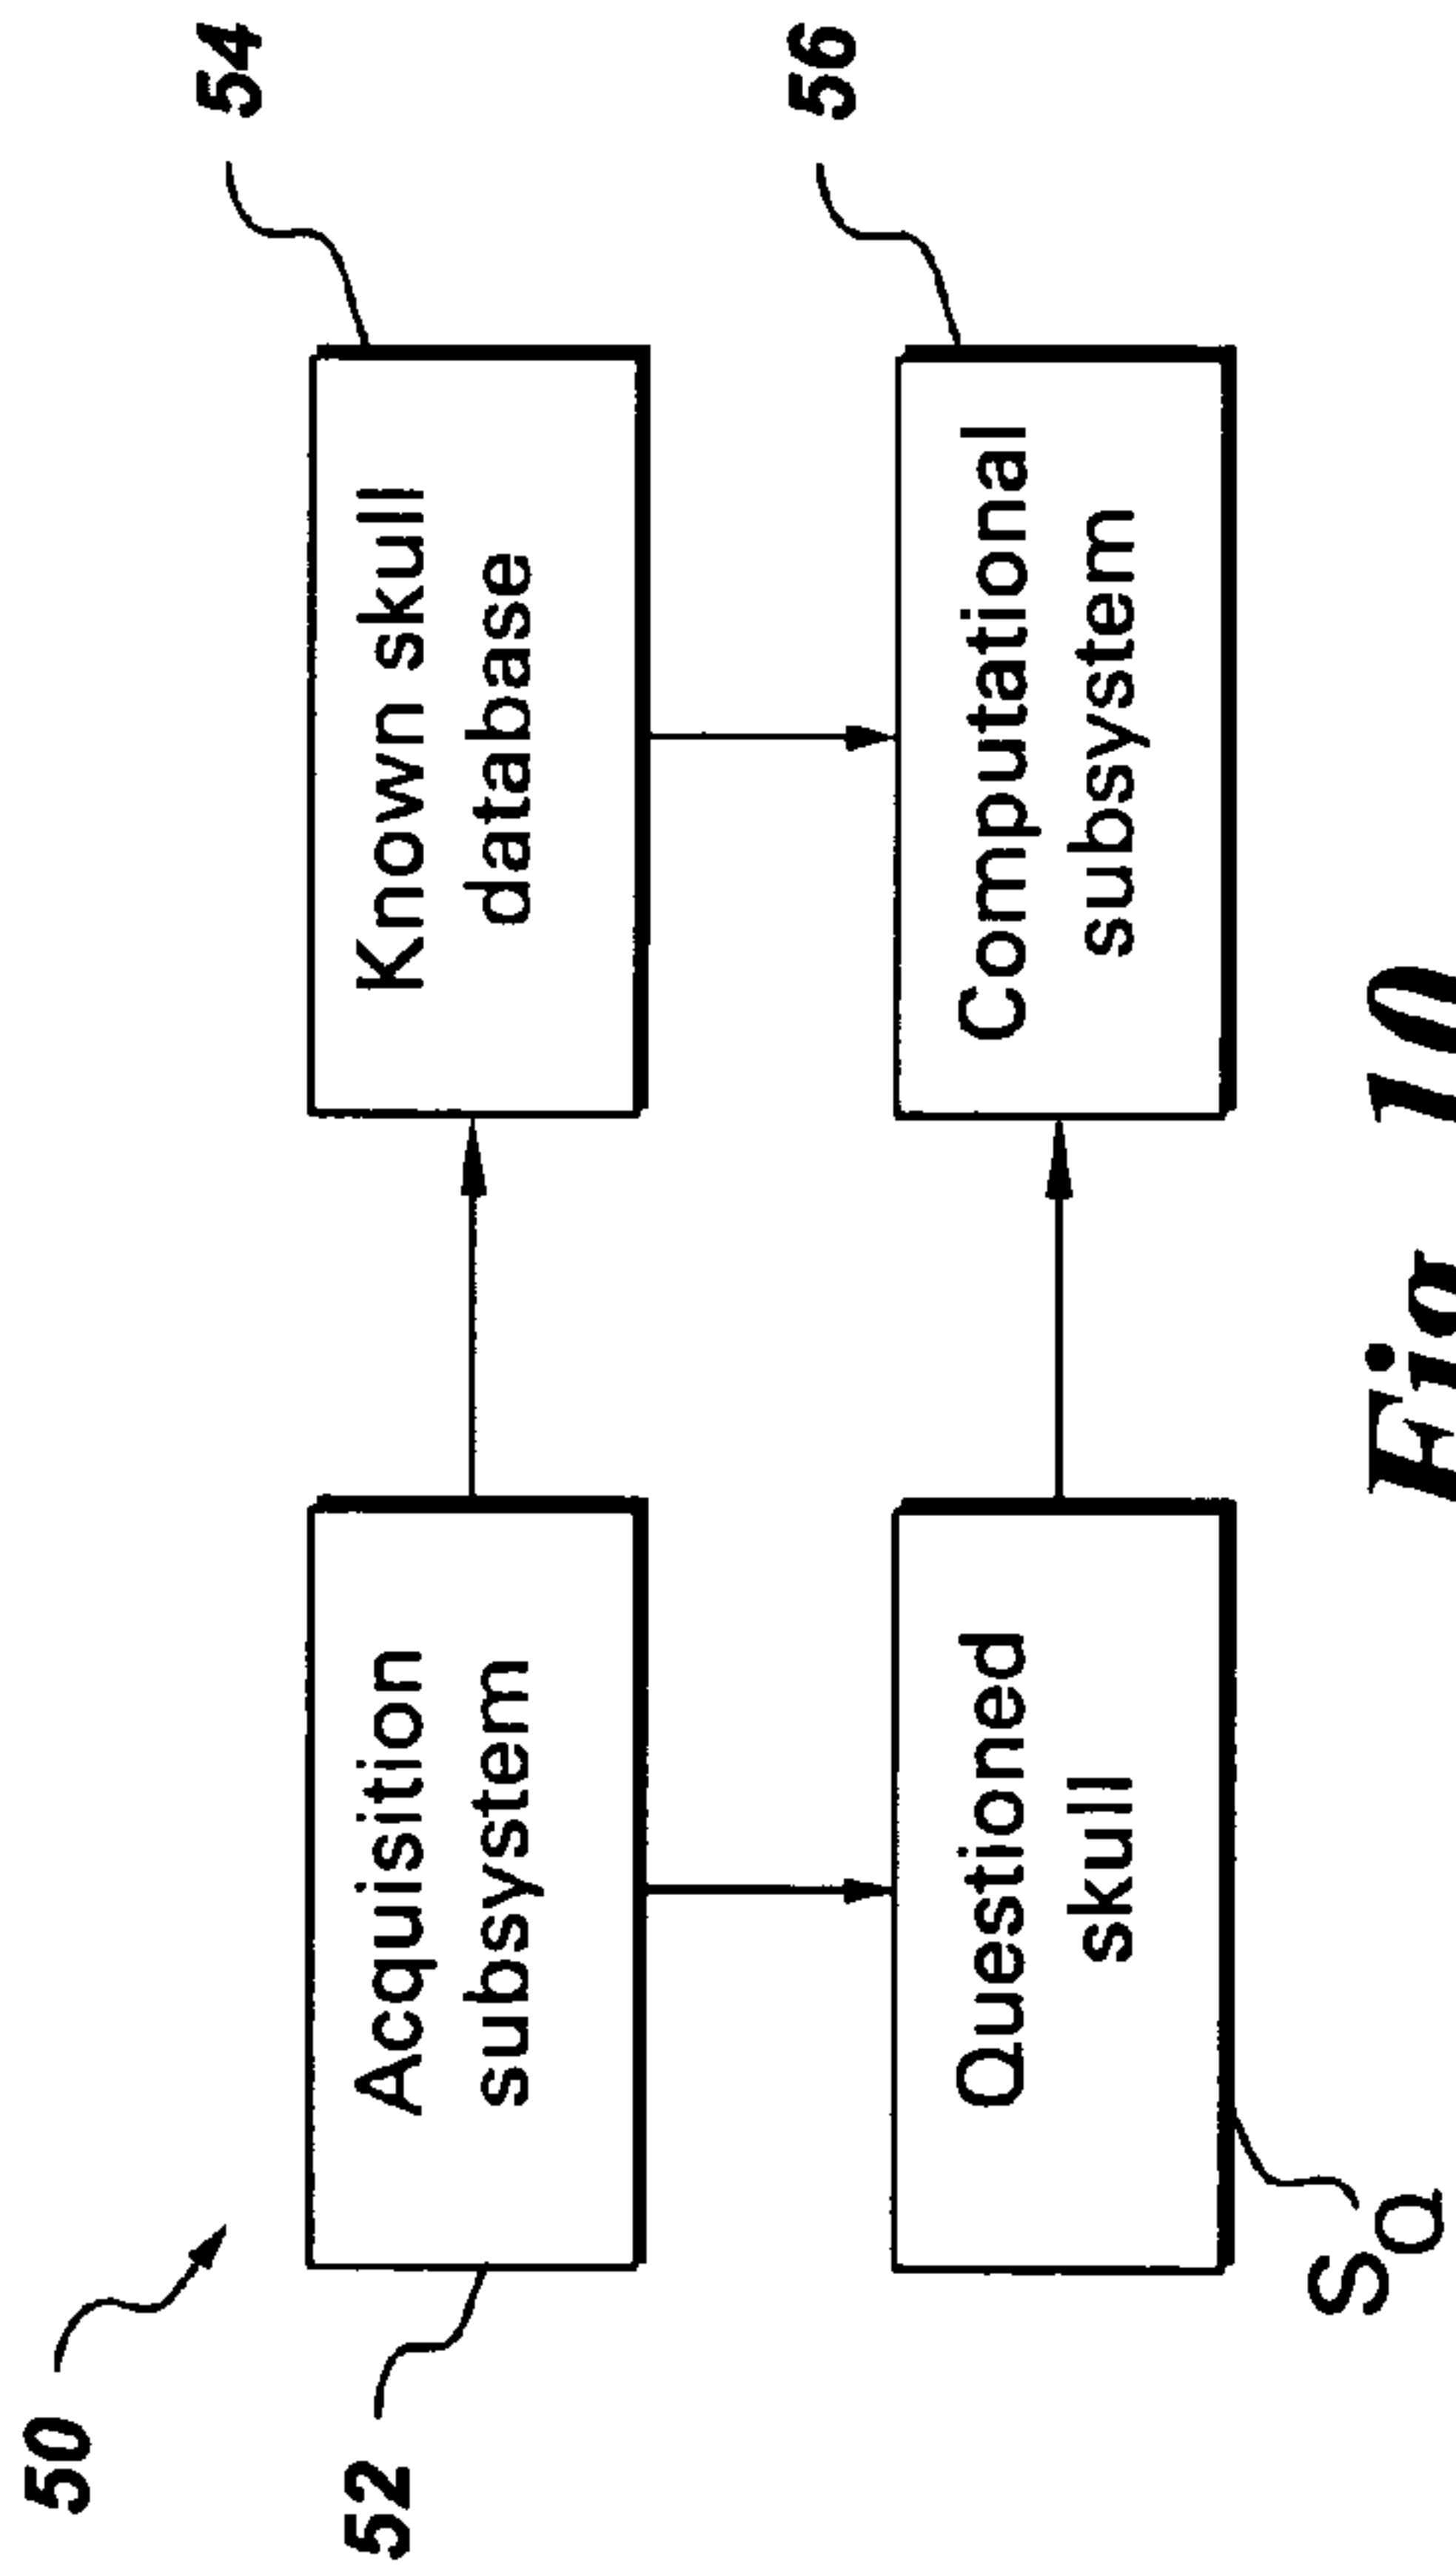 50
52
Acquisition
subsystem
Known skull
database
54
Questioned
skull
SQ
Computational
subsystem
56
Fig. 10